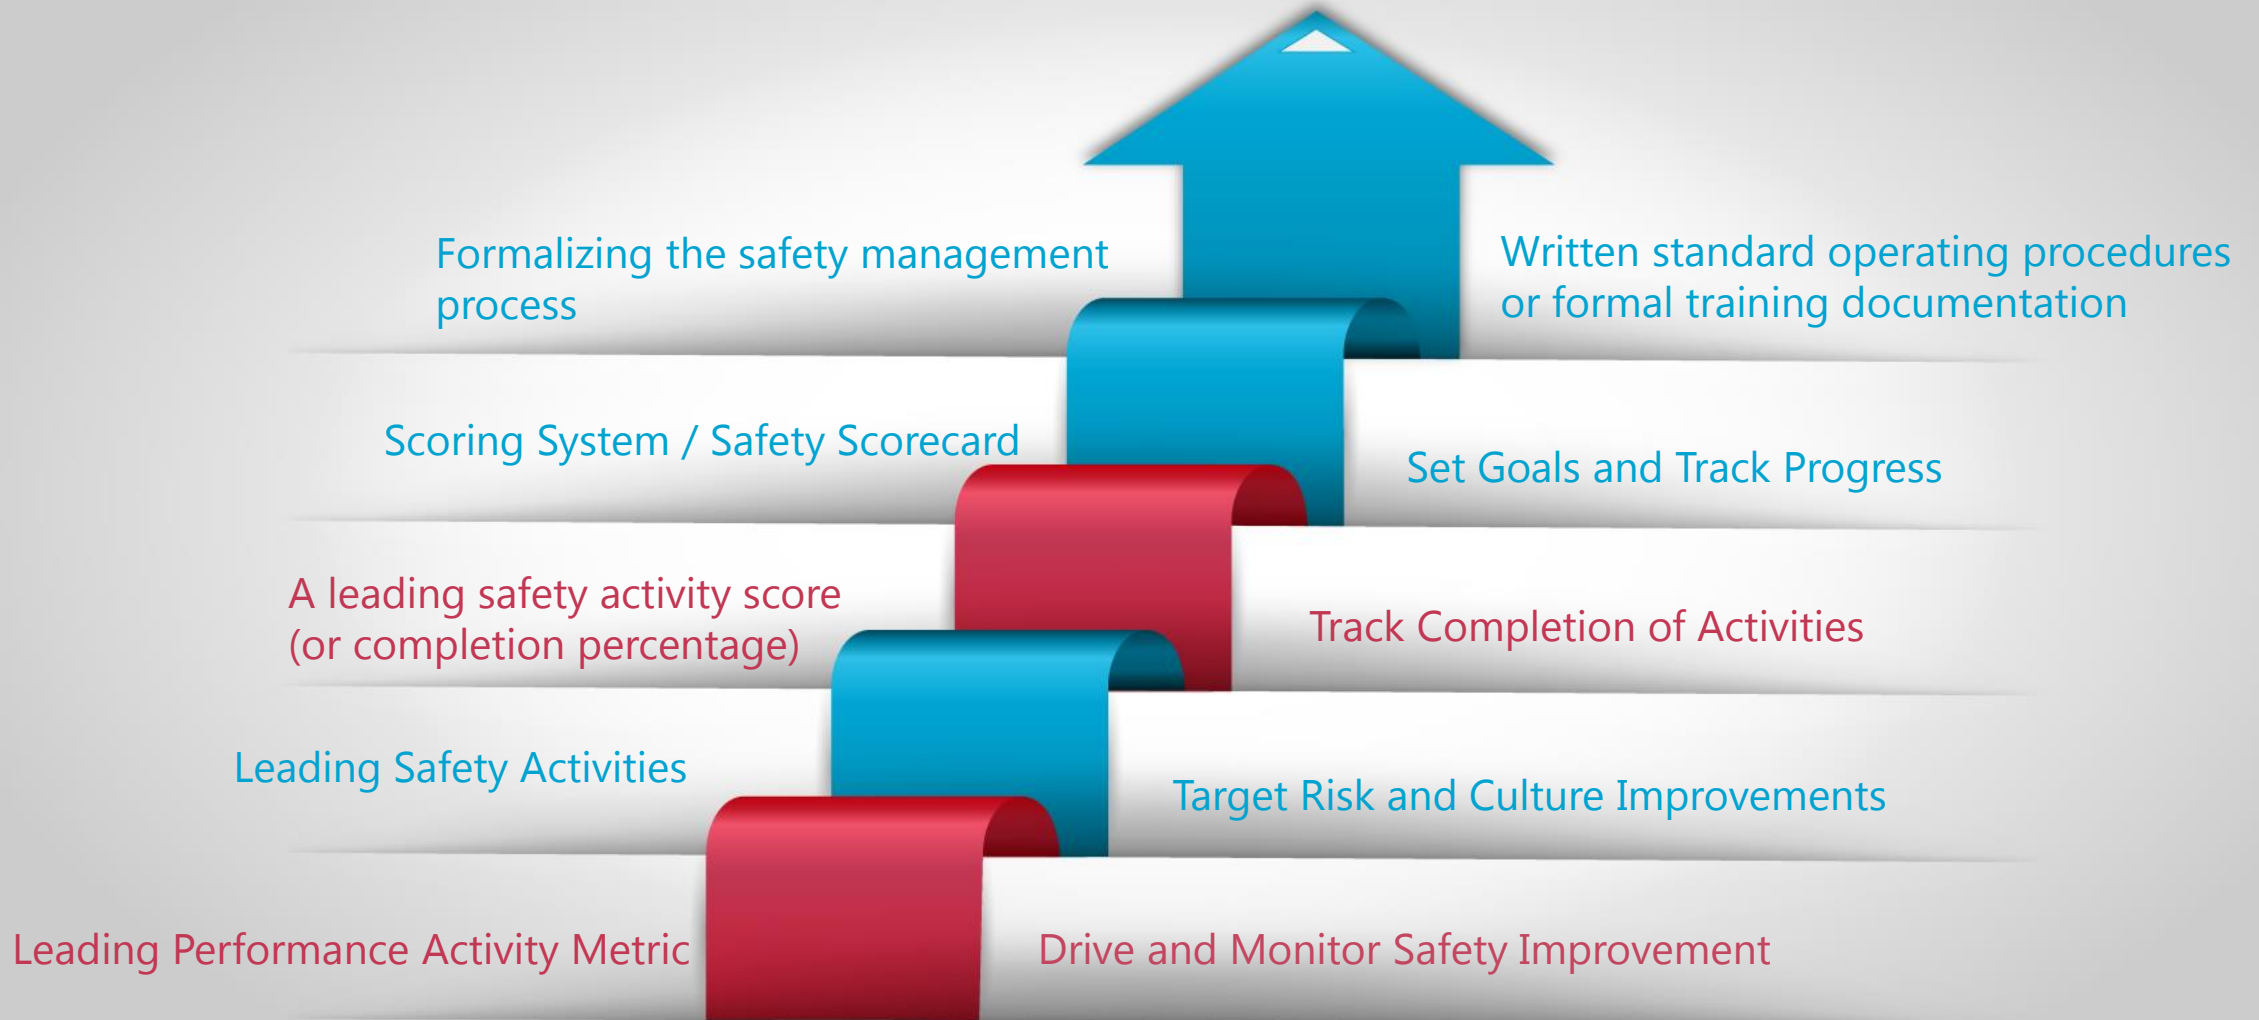 Formalizing the safety management
process
Written standard operating procedures
or formal training documentation
Scoring System / Safety Scorecard
Set Goals and Track Progress
A leading safety activity score
(or completion percentage)
Track Completion of Activities
Leading Safety Activities
Target Risk and Culture Improvements
Leading Performance Activity Metric
Drive and Monitor Safety Improvement